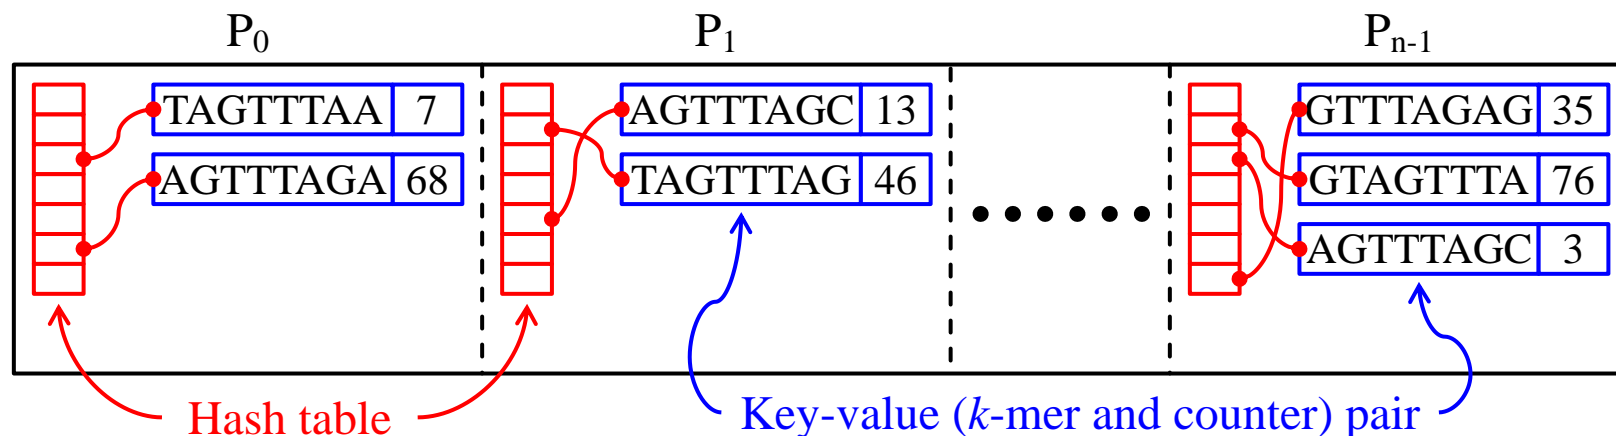 P0 P1 Pn-1
TAGTTTAA 7 AGTTTAGC 13 GTTTAGAG 35
AGTTTAGA 68 TAGTTTAG 46 GTAGTTTA 76
AGTTTAGC 3
Hash table Key-value (k-mer and counter) pair